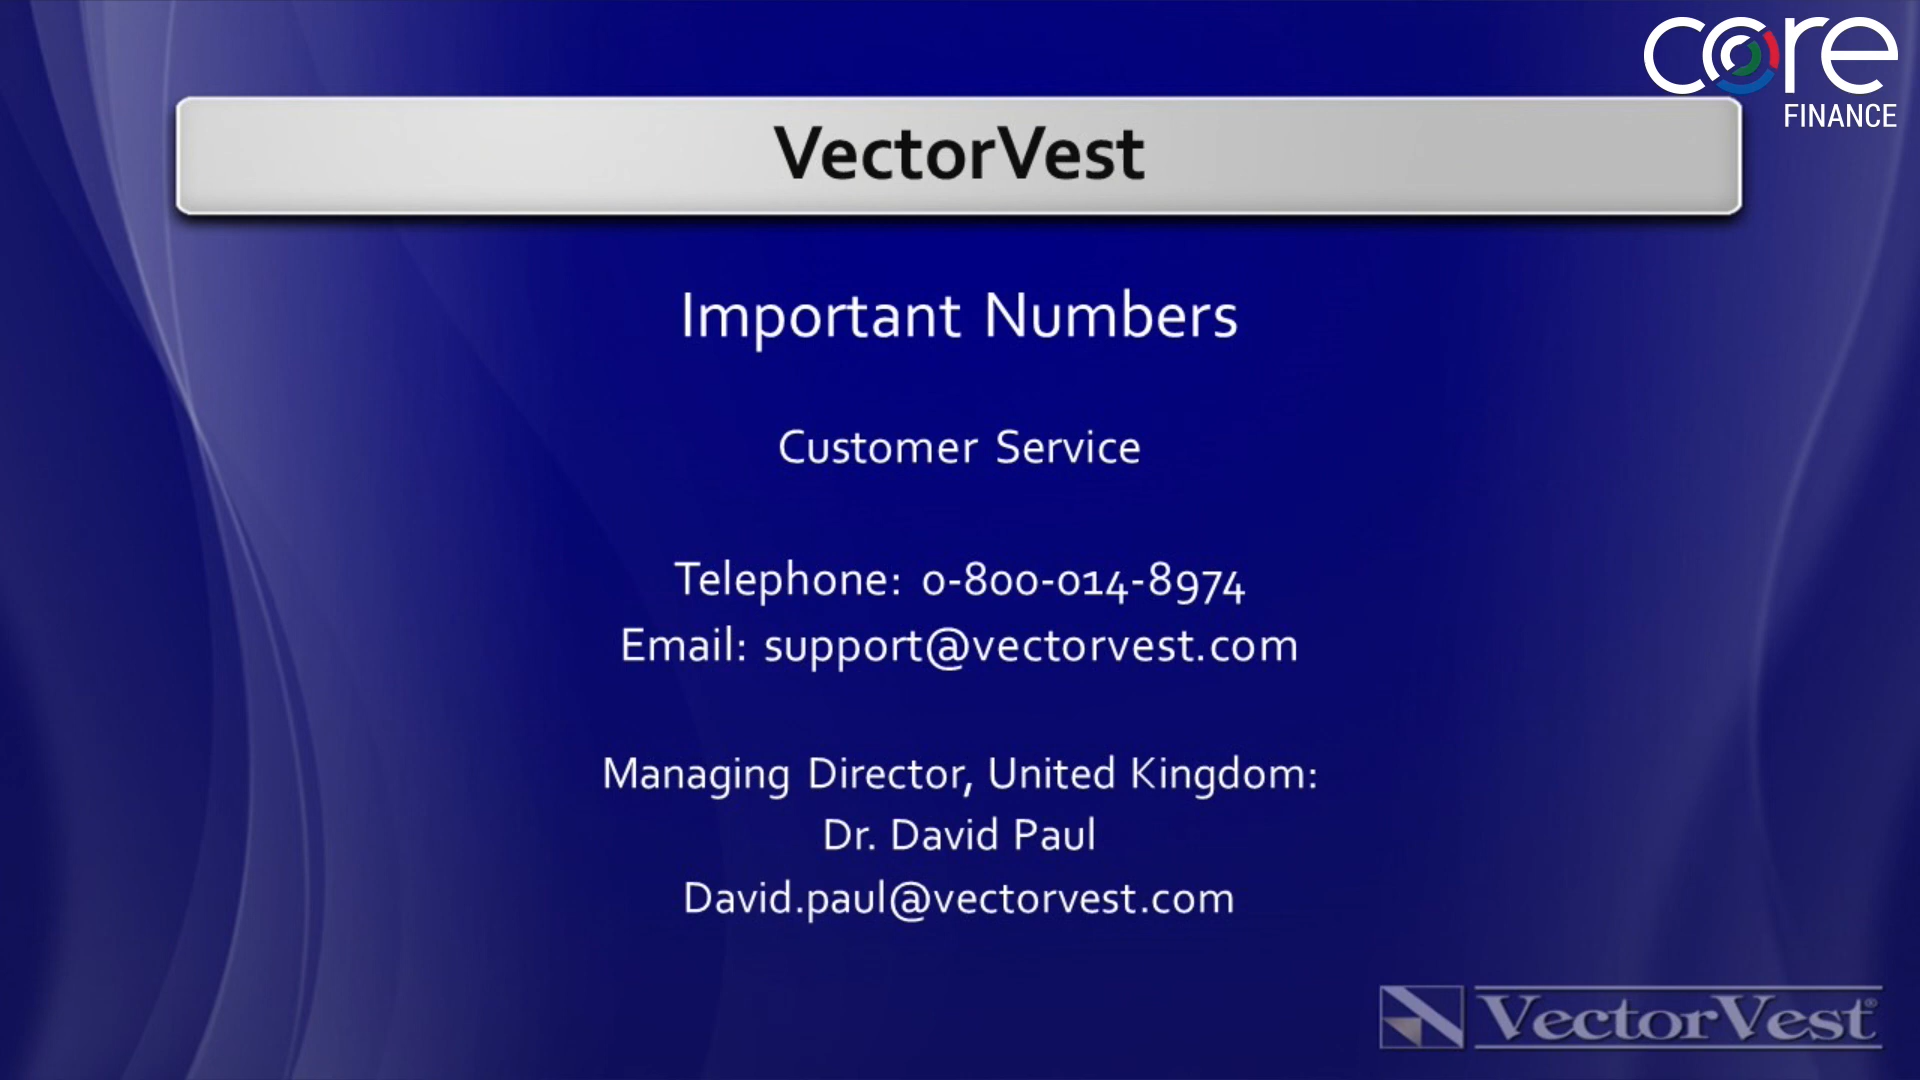 core
FINANCE
VectorVest
Important Numbers
Customer Service
Telephone: 0-800-014-8974
Email: support@vectorvest.com
Managing Director, United Kingdom:
Dr. David Paul
David.paul@vectorvest.com
VectorVest®